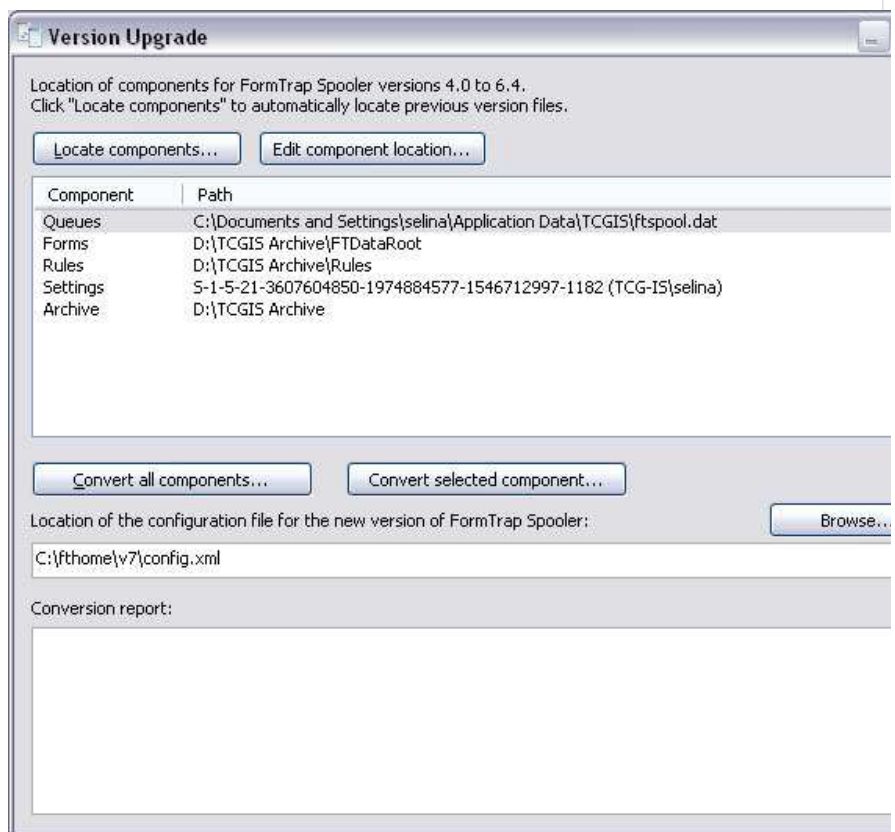 Version Upgrade
Location of components for FormTrap Spooler versions 4.0 to 6.4.
Click "Locate components" to automatically locate previous version files.
Locate components... Edit component location...
Component Path
Queues C:\Documents and Settings\selina\Application Data\TCGIS\ftspool.dat
Forms D:\TCGIS Archive\FTDataRoot
Rules D:\TCGIS Archive\Rules
Settings S-1-5-21-3607604850-1974884577-1546712997-1182 (TCG-IS\selina)
Archive D:\TCGIS Archive
Convert all components... Convert selected component...
Location of the configuration file for the new version of FormTrap Spooler: Browse...
C:\fthome\v7\config.xml
Conversion report: